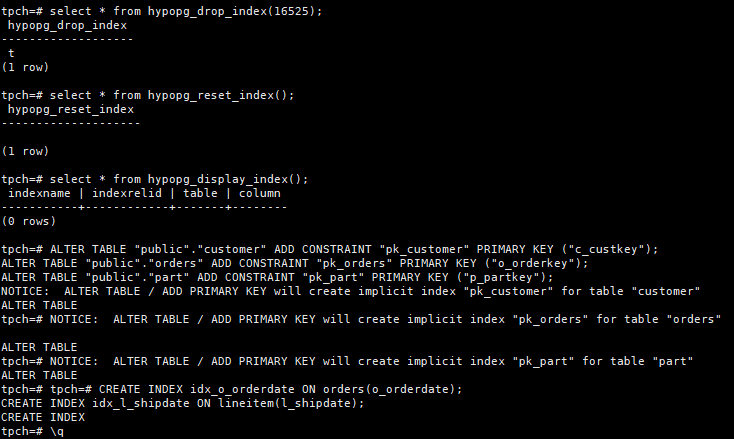 tpch=# select * from hypopg_drop_index(16525);
 hypopg_drop_index
-------------------
 t
(1 row)

tpch=# select * from hypopg_reset_index();
 hypopg_reset_index
--------------------

(1 row)

tpch=# select * from hypopg_display_index();
 indexname | indexrelid | table | column
-----------+------------+-------+--------
(0 rows)

tpch=# ALTER TABLE "public"."customer" ADD CONSTRAINT "pk_customer" PRIMARY KEY ("c_custkey");
ALTER TABLE "public"."orders" ADD CONSTRAINT "pk_orders" PRIMARY KEY ("o_orderkey");
ALTER TABLE "public"."part" ADD CONSTRAINT "pk_part" PRIMARY KEY ("p_partkey");
NOTICE:  ALTER TABLE / ADD PRIMARY KEY will create implicit index "pk_customer" for table "customer"
ALTER TABLE
tpch=# NOTICE:  ALTER TABLE / ADD PRIMARY KEY will create implicit index "pk_orders" for table "orders"

ALTER TABLE
tpch=# NOTICE:  ALTER TABLE / ADD PRIMARY KEY will create implicit index "pk_part" for table "part"
ALTER TABLE
tpch=# tpch=# CREATE INDEX idx_o_orderdate ON orders(o_orderdate);
CREATE INDEX idx_l_shipdate ON lineitem(l_shipdate);
CREATE INDEX
tpch=# \q